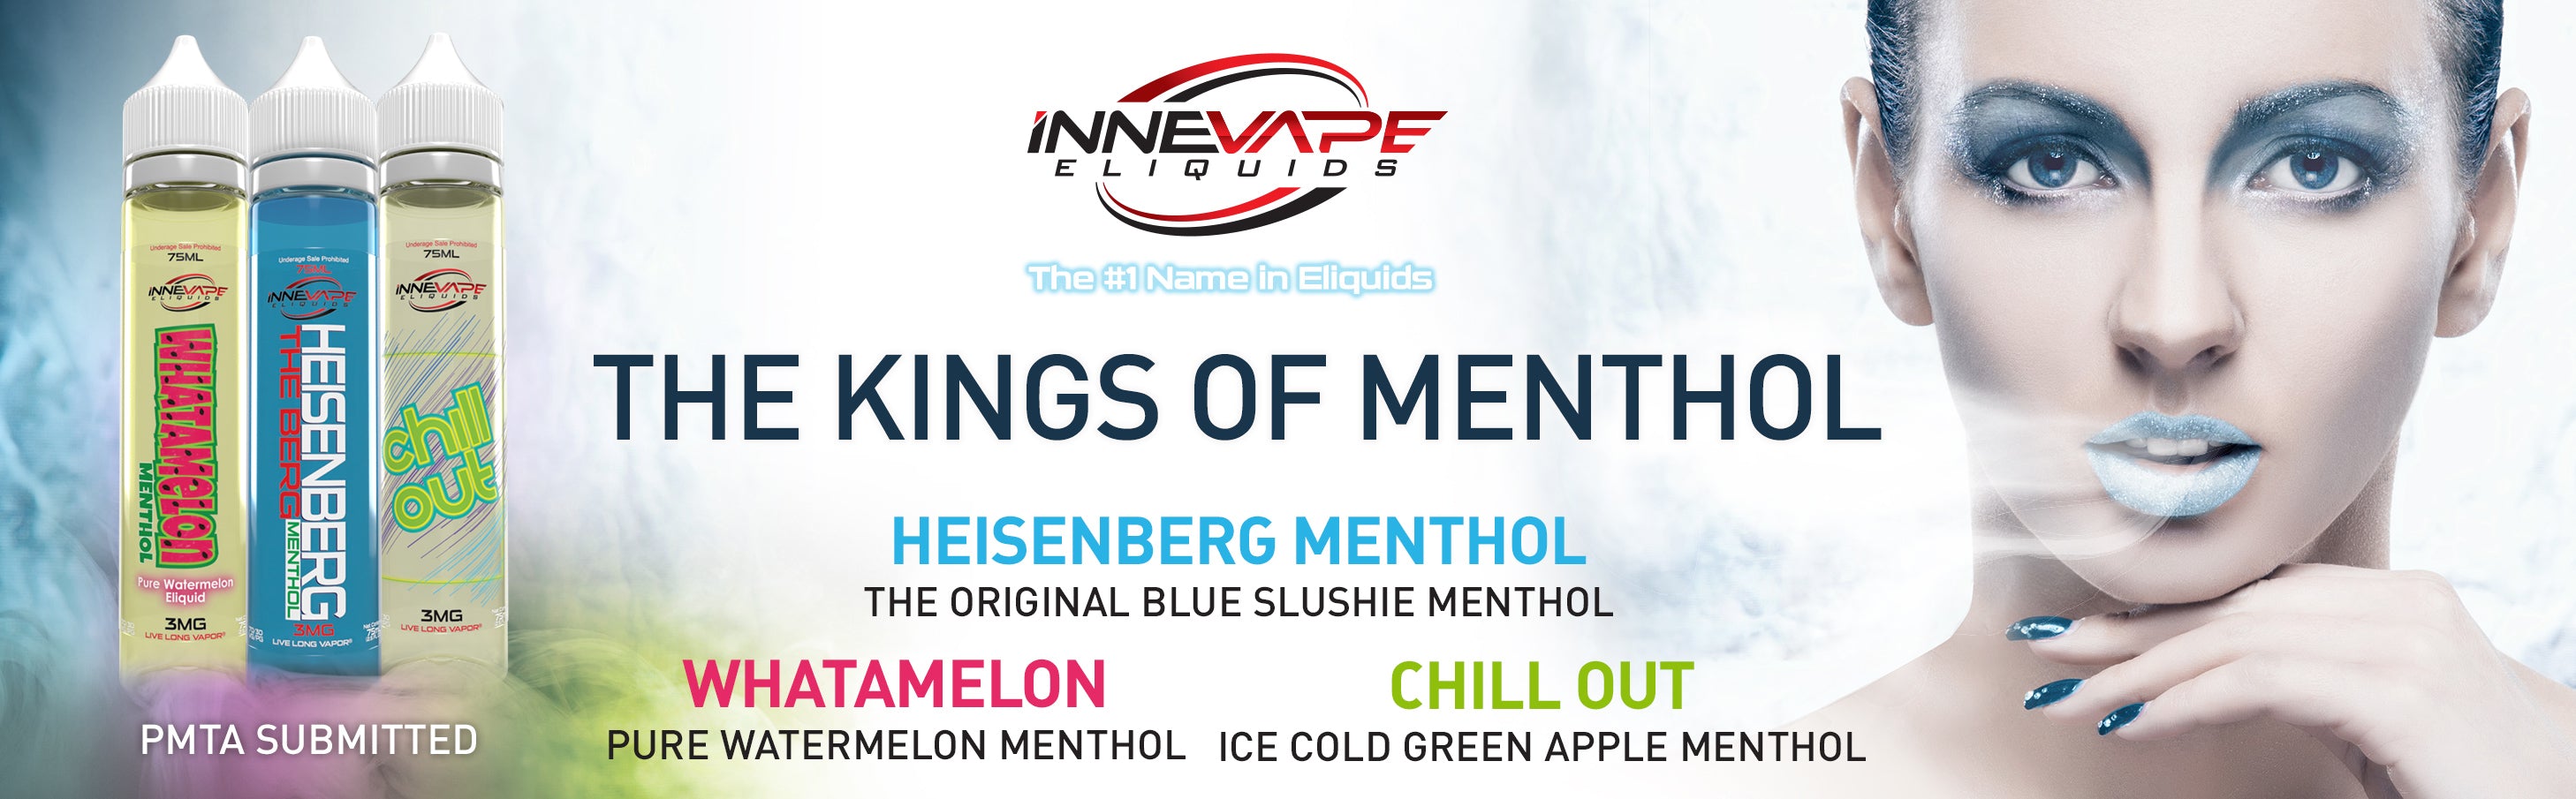 INNEVAPE
ELIQUIDS
The #1 Name in Eliquids
THE KINGS OF MENTHOL
HEISENBERG MENTHOL
THE ORIGINAL BLUE SLUSHIE MENTHOL
WHATAMELON
PURE WATERMELON MENTHOL
CHILL OUT
ICE COLD GREEN APPLE MENTHOL
Underage Sale Prohibited
75ML
INNEVAPE
ELIQUIDS
WHATAMELON
MENTHOL
Pure Watermelon
Eliquid
3MG
LIVE LONG VAPOR®
Underage Sale Prohibited
75ML
INNEVAPE
ELIQUIDS
HEISENBERG
THE BERG MENTHOL
3MG
LIVE LONG VAPOR®
Underage Sale Prohibited
75ML
INNEVAPE
ELIQUIDS
chill
out
3MG
LIVE LONG VAPOR®
PMTA SUBMITTED